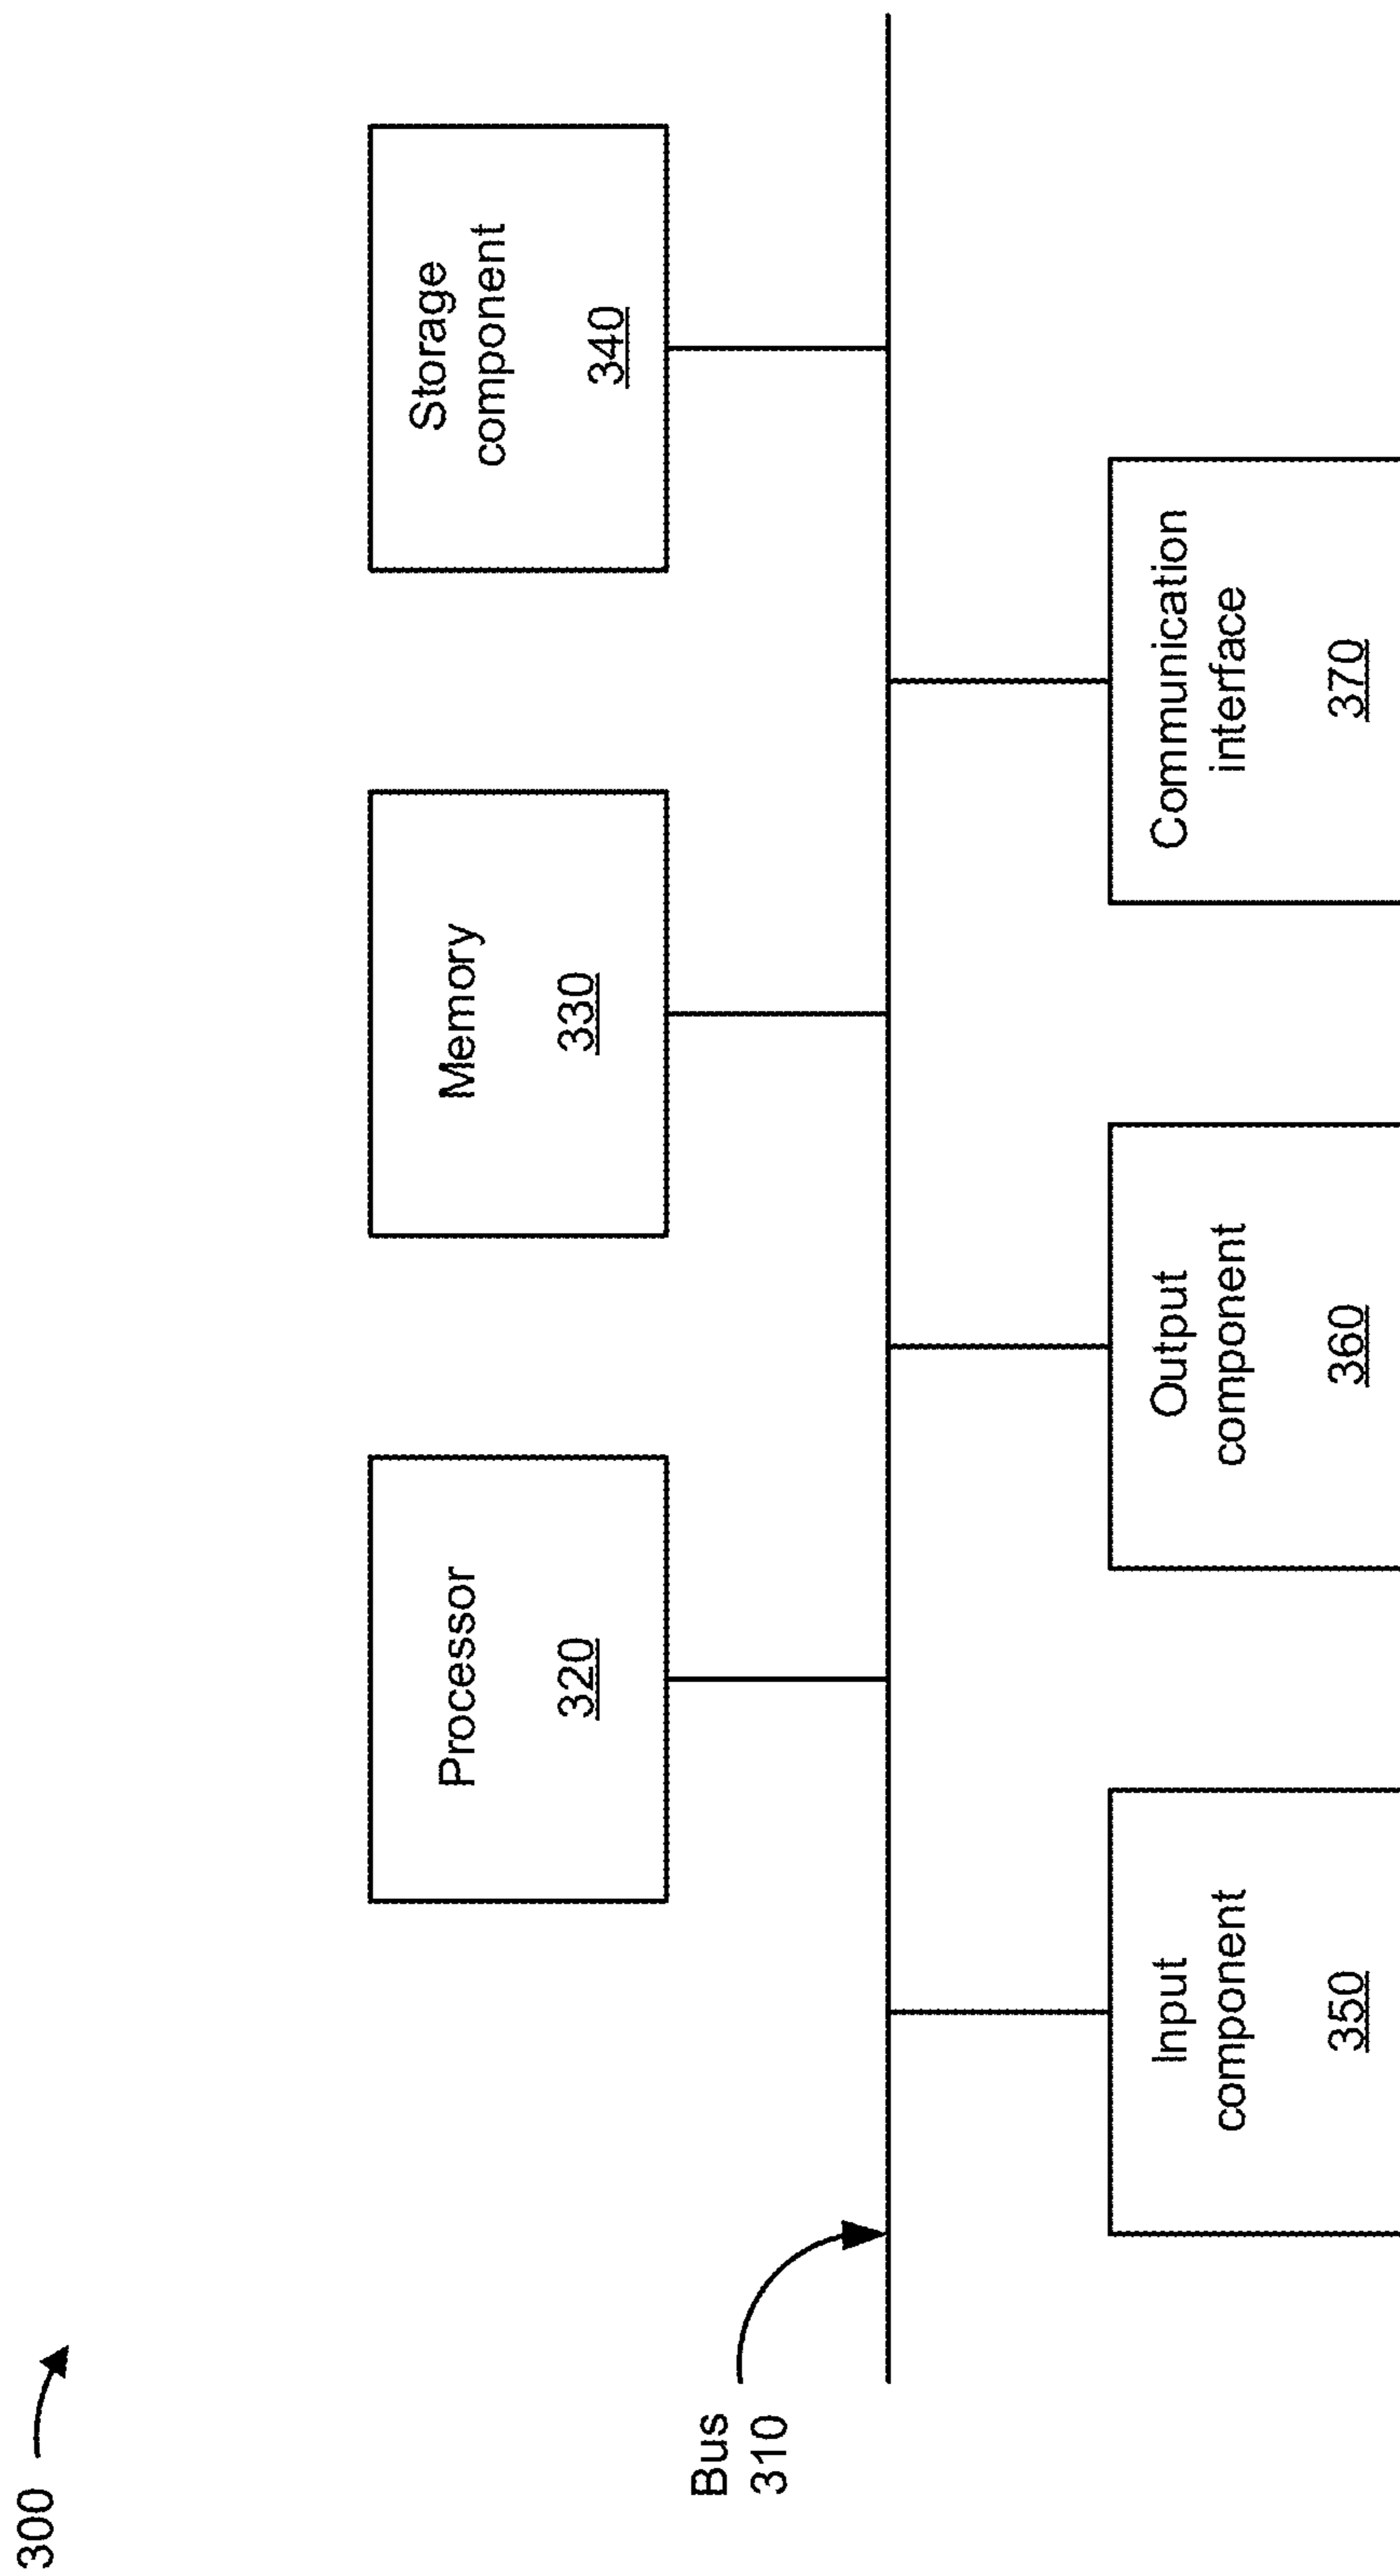 300
Processor
320
Memory
330
Storage
component
340
Bus
310
Input
component
350
Output
component
360
Communication
interface
370